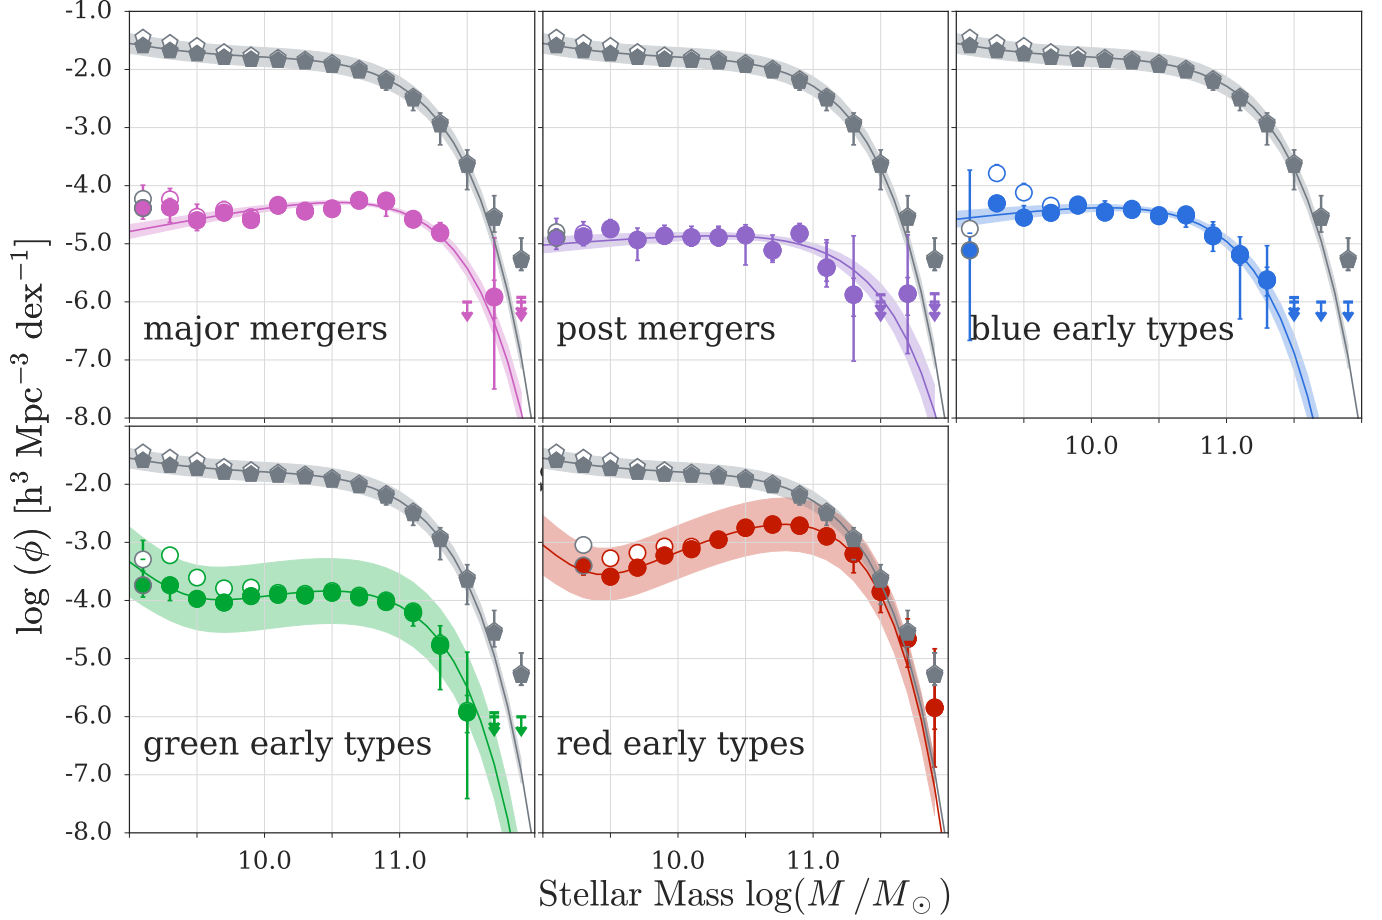 -1.0
-2.0
-3.0
-4.0
-5.0
-6.0
-7.0
-8.0
major mergers
post mergers
blue early types
10.0 11.0
-2.0
-3.0
-4.0
-5.0
-6.0
-7.0
-8.0
green early types
red early types
10.0 11.0
10.0 11.0
log (ϕ) [h³ Mpc⁻³ dex⁻¹]
Stellar Mass log(M /M⊙)